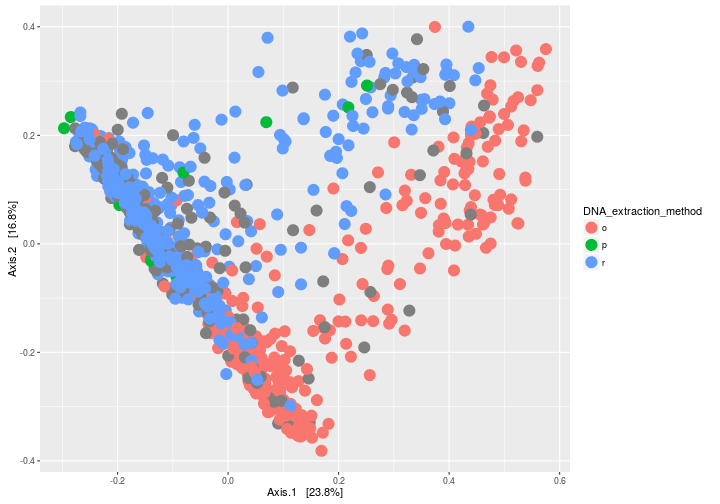 0.4
0.2
0.0
-0.2
-0.4
Axis.2 [16.8%]
-0.2 0.0 0.2 0.4 0.6
Axis.1 [23.8%]
DNA_extraction_method
o
p
r